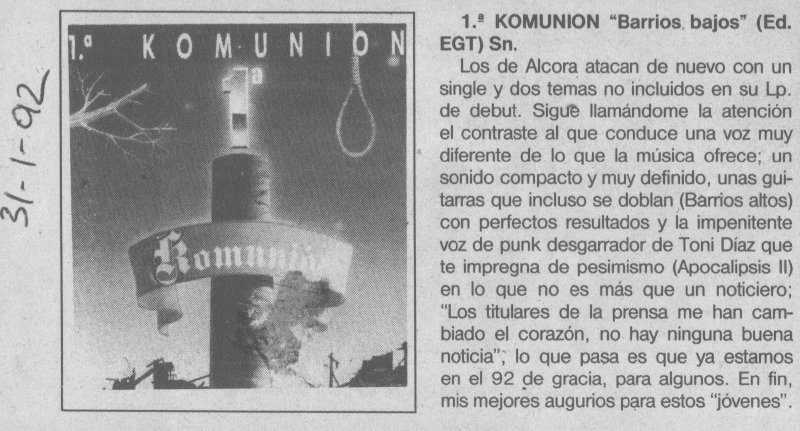 31-1-92
1.ª KOMUNION
1ª
Komunión
1.ª KOMUNION “Barrios bajos” (Ed.
EGT) Sn.
Los de Alcora atacan de nuevo con un
single y dos temas no incluidos en su Lp.
de debut. Sigue llamándome la atención
el contraste al que conduce una voz muy
diferente de lo que la música ofrece; un
sonido compacto y muy definido, unas gui-
tarras que incluso se doblan (Barrios altos)
con perfectos resultados y la impenitente
voz de punk desgarrador de Toni Díaz que
te impregna de pesimismo (Apocalipsis II)
en lo que no es más que un noticiero;
“Los titulares de la prensa me han cam-
biado el corazón, no hay ninguna buena
noticia”; lo que pasa es que ya estamos
en el 92 de gracia, para algunos. En fin,
mis mejores augurios para estos “jóvenes”.